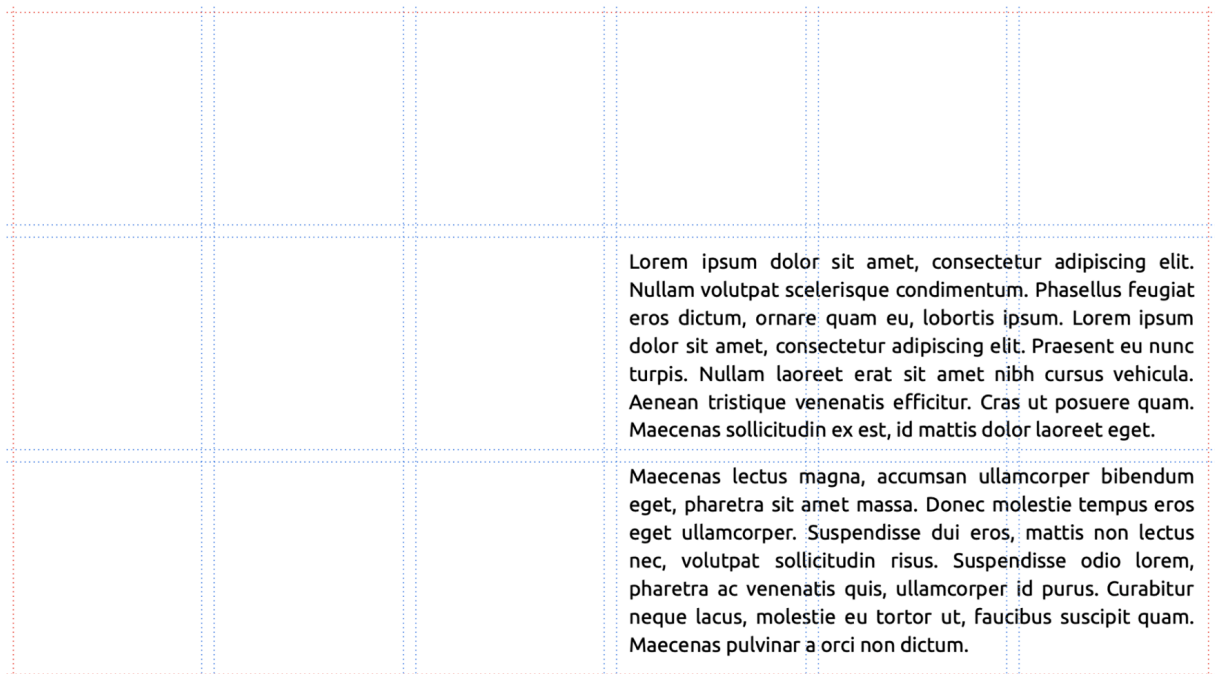 Lorem ipsum dolor sit amet, consectetur adipiscing elit.
Nullam volutpat scelerisque condimentum. Phasellus feugiat
eros dictum, ornare quam eu, lobortis ipsum. Lorem ipsum
dolor sit amet, consectetur adipiscing elit. Praesent eu nunc
turpis. Nullam laoreet erat sit amet nibh cursus vehicula.
Aenean tristique venenatis efficitur. Cras ut posuere quam.
Maecenas sollicitudin ex est, id mattis dolor laoreet eget.
Maecenas lectus magna, accumsan ullamcorper bibendum
eget, pharetra sit amet massa. Donec molestie tempus eros
eget ullamcorper. Suspendisse dui eros, mattis non lectus
nec, volutpat sollicitudin risus. Suspendisse odio lorem,
pharetra ac venenatis quis, ullamcorper id purus. Curabitur
neque lacus, molestie eu tortor ut, faucibus suscipit quam.
Maecenas pulvinar a orci non dictum.